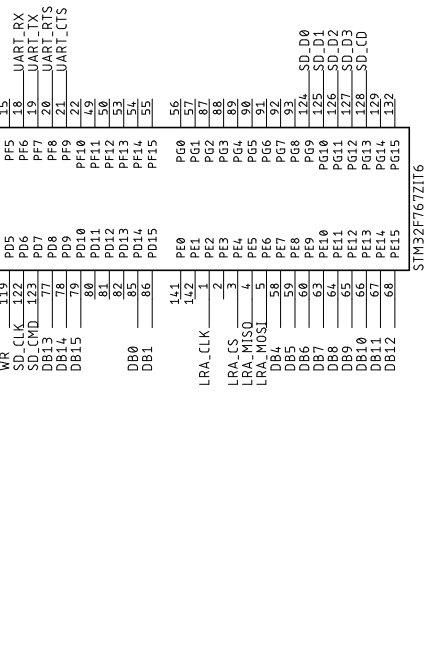 WR 119 PD5 PF5 15
SD_CLK 122 PD6 PF6 18 UART_RX
SD_CMD 123 PD7 PF7 19 UART_TX
DB13 77 PD8 PF8 20 UART_RTS
DB14 78 PD9 PF9 21 UART_CTS
DB15 79 PD10 PF10 22
80 PD11 PF11 49
81 PD12 PF12 50
82 PD13 PF13 53
DB0 85 PD14 PF14 54
DB1 86 PD15 PF15 55
141 PE0 PG0 56
142 PE1 PG1 57
LRA_CLK 1 PE2 PG2 87
2 PE3 PG3 88
LRA_CS 3 PE4 PG4 89
LRA_MISO 4 PE5 PG5 90
LRA_MOSI 5 PE6 PG6 91
DB4 58 PE7 PG7 92
DB5 59 PE8 PG8 93
DB6 60 PE9 PG9 124 SD_D0
DB7 63 PE10 PG10 125 SD_D1
DB8 64 PE11 PG11 126 SD_D2
DB9 65 PE12 PG12 127 SD_D3
DB10 66 PE13 PG13 128 SD_CD
DB11 67 PE14 PG14 129
DB12 68 PE15 PG15 132
STM32F767ZIT6